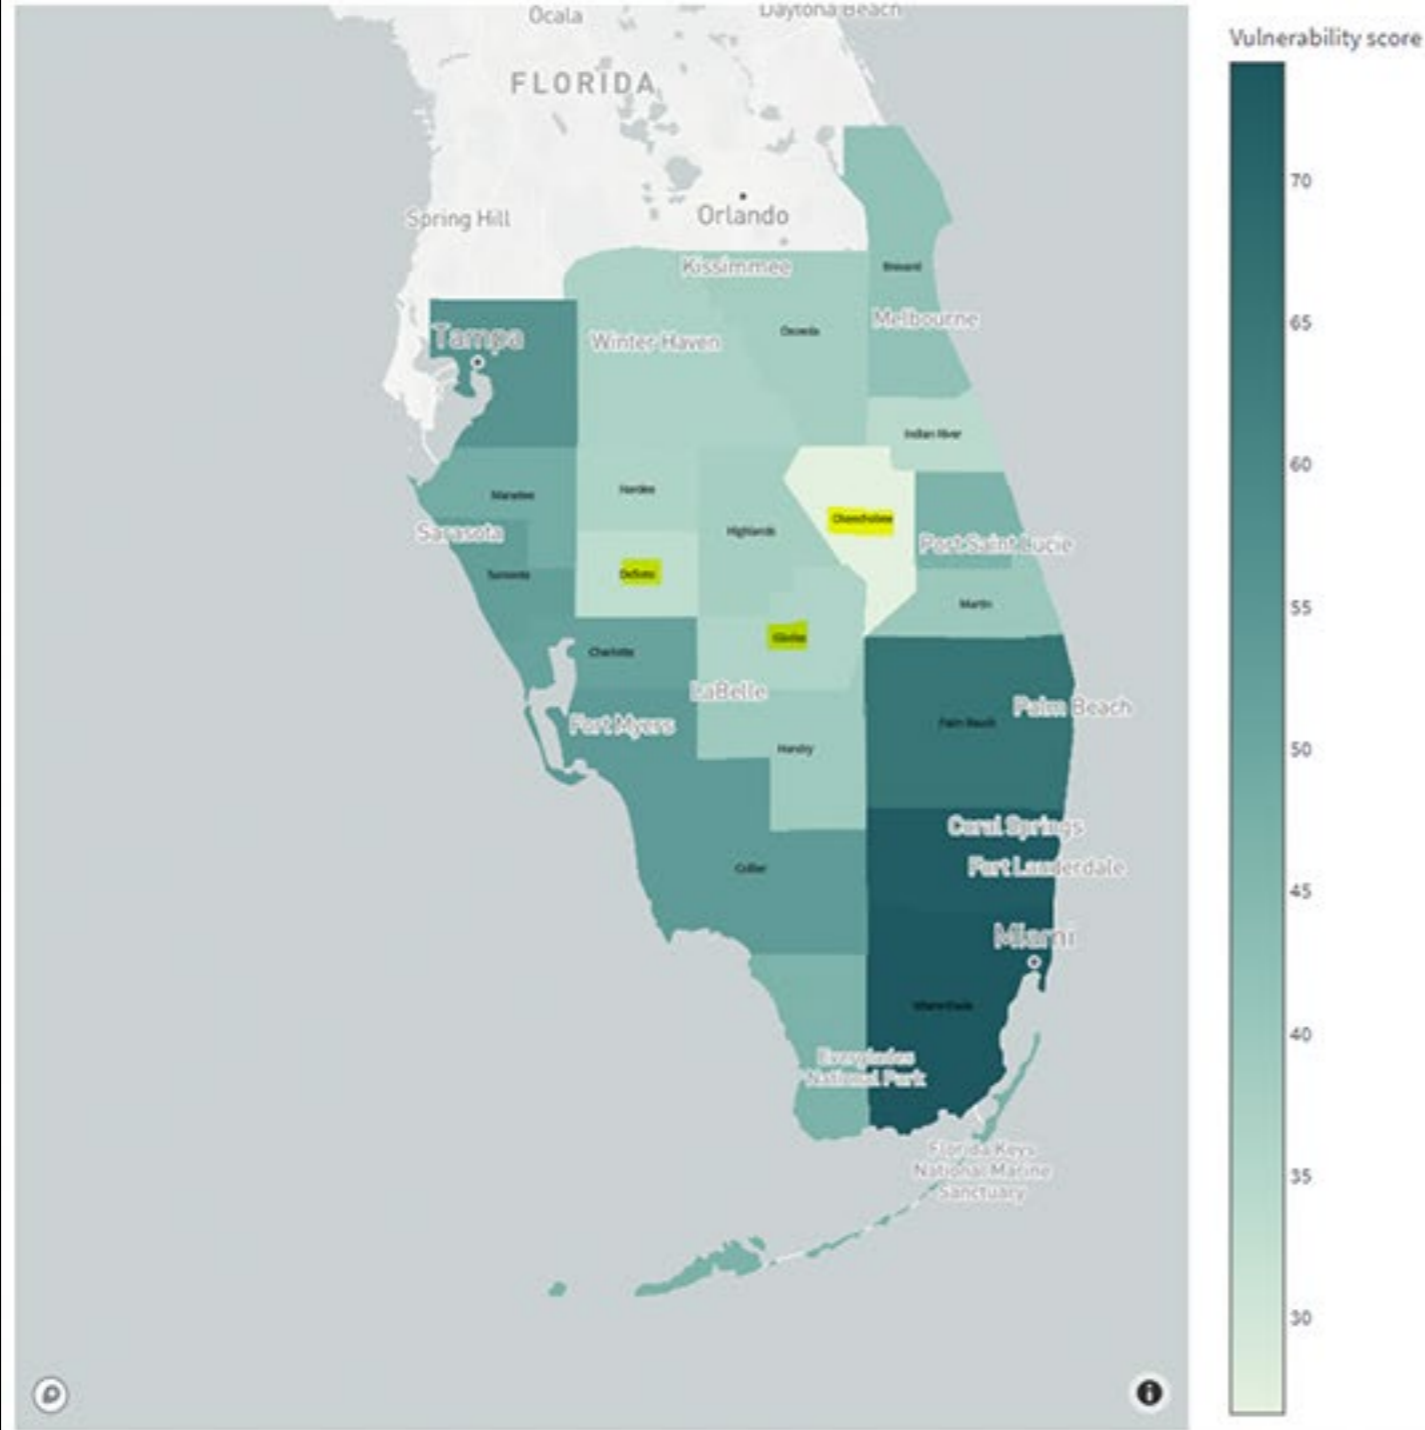 Ocala
Daytona Beach
Vulnerability score
FLORIDA
70
Spring Hill
Orlando
Kissimmee
Brevard
Melbourne
65
Tampa
Winter Haven
Osceola
Indian River
60
Manatee
Hardee
Highlands
Okeechobee
Sarasota
Port Saint Lucie
Sarasota
DeSoto
Martin
55
Charlotte
Glades
LaBelle
Fort Myers
Palm Beach
Palm Beach
Hendry
50
Coral Springs
Collier
Fort Lauderdale
45
Miami
Miami-Dade
40
Everglades
National Park
Florida Keys
National Marine
Sanctuary
35
30